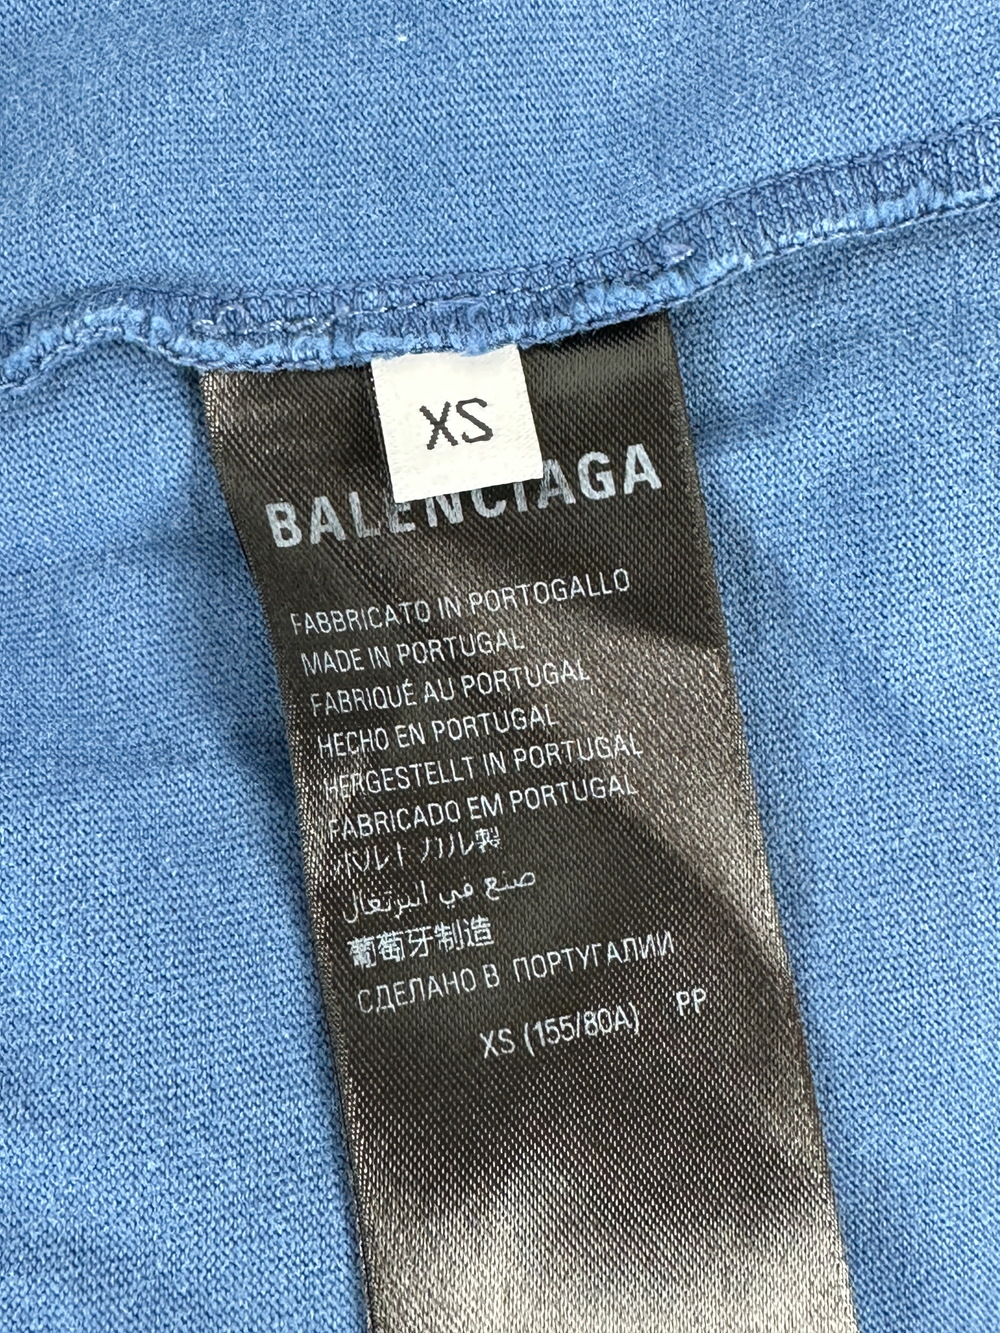 XS
BALENCIAGA
FABBRICATO IN PORTOGALLO
MADE IN PORTUGAL
FABRIQUÉ AU PORTUGAL
HECHO EN PORTUGAL
HERGESTELLT IN PORTUGAL
FABRICADO EM PORTUGAL
ポルトガル製
صنع في البرتغال
葡萄牙制造
СДЕЛАНО В ПОРТУГАЛИИ
XS (155/80A) PP